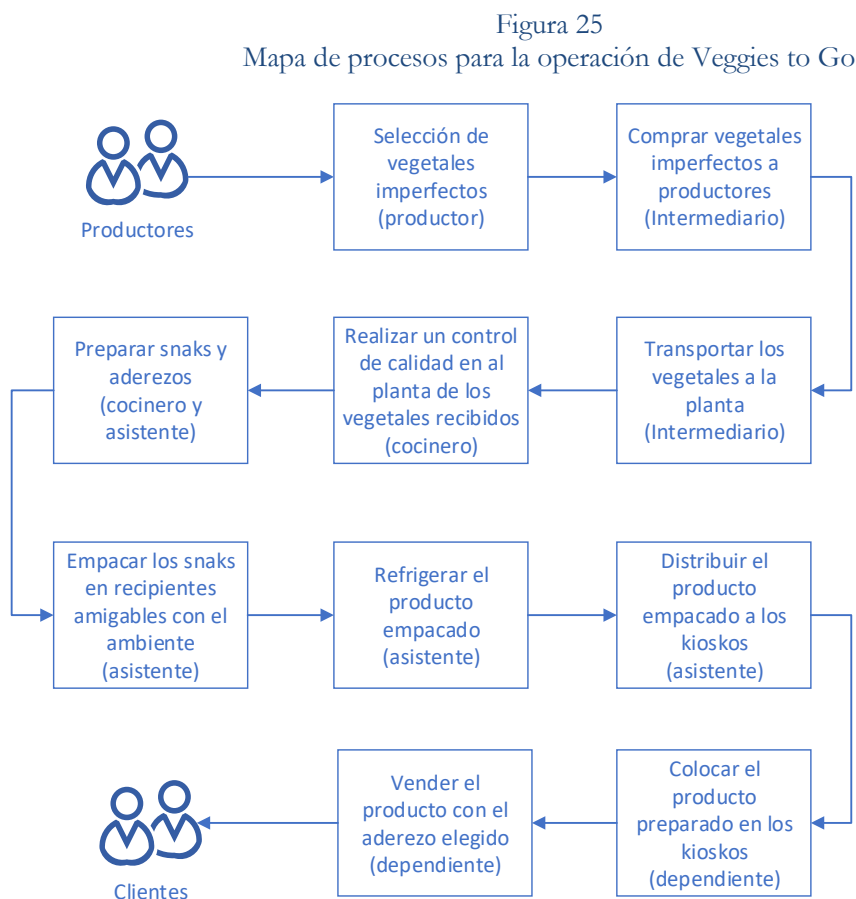 Figura 25
Mapa de procesos para la operación de Veggies to Go
Productores
Selección de
vegetales
imperfectos
(productor)
Comprar vegetales
imperfectos a
productores
(Intermediario)
Transportar los
vegetales a la
planta
(Intermediario)
Realizar un control
de calidad en al
planta de los
vegetales recibidos
(cocinero)
Preparar snaks y
aderezos
(cocinero y
asistente)
Empacar los snaks
en recipientes
amigables con el
ambiente
(asistente)
Refrigerar el
producto
empacado
(asistente)
Distribuir el
producto
empacado a los
kioskos
(asistente)
Colocar el
producto
preparado en los
kioskos
(dependiente)
Vender el
producto con el
aderezo elegido
(dependiente)
Clientes